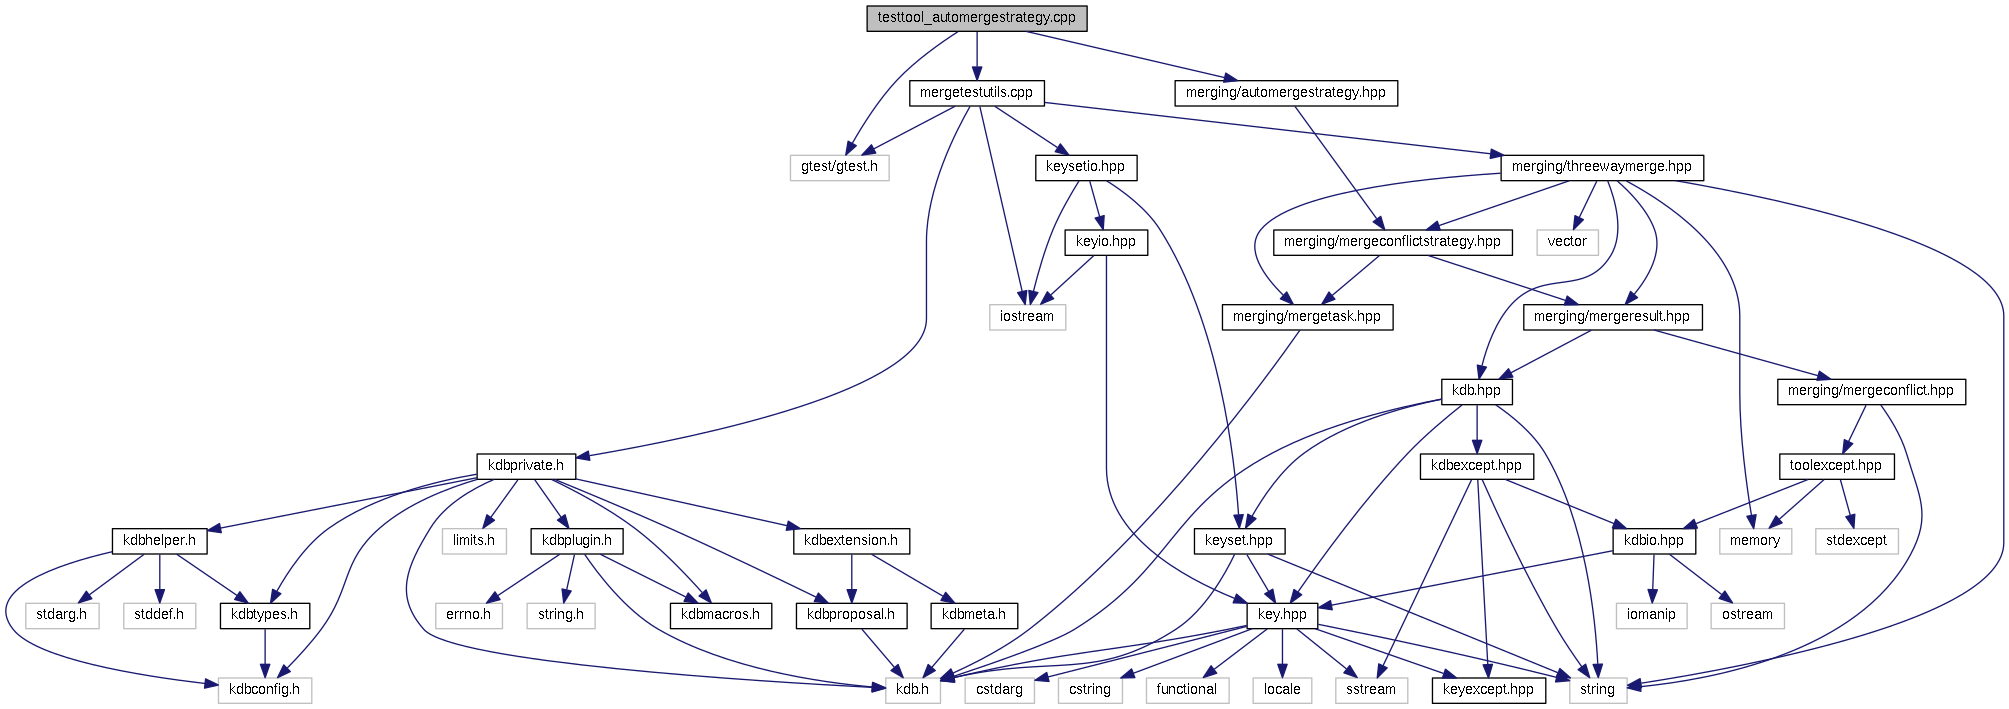 testtool_automergestrategy.cpp
mergetestutils.cpp
merging/automergestrategy.hpp
gtest/gtest.h
keysetio.hpp
merging/threewaymerge.hpp
keyio.hpp
merging/mergeconflictstrategy.hpp
vector
iostream
merging/mergetask.hpp
merging/mergeresult.hpp
kdb.hpp
merging/mergeconflict.hpp
kdbprivate.h
kdbexcept.hpp
toolexcept.hpp
kdbhelper.h
limits.h
kdbplugin.h
kdbextension.h
keyset.hpp
kdbio.hpp
memory
stdexcept
stdarg.h
stddef.h
kdbtypes.h
errno.h
string.h
kdbmacros.h
kdbproposal.h
kdbmeta.h
key.hpp
iomanip
ostream
kdbconfig.h
kdb.h
cstdarg
cstring
functional
locale
sstream
keyexcept.hpp
string